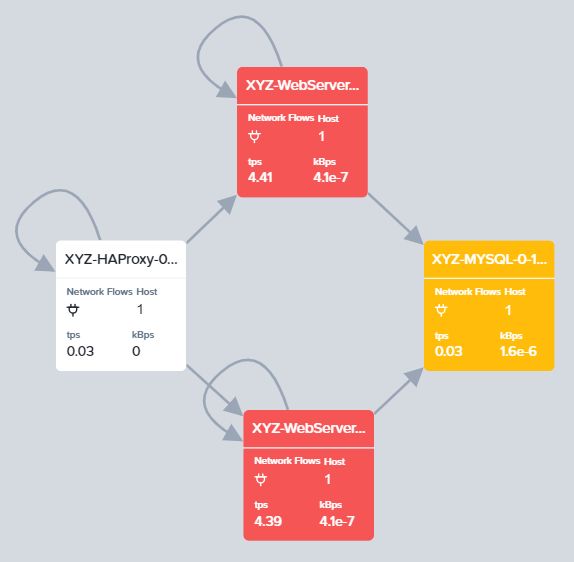 XYZ-WebServer...
Network Flows Host
1
tps kBps
4.41 4.1e-7
XYZ-HAProxy-0...
Network Flows Host
1
tps kBps
0.03 0
XYZ-MYSQL-0-1...
Network Flows Host
1
tps kBps
0.03 1.6e-6
XYZ-WebServer...
Network Flows Host
1
tps kBps
4.39 4.1e-7